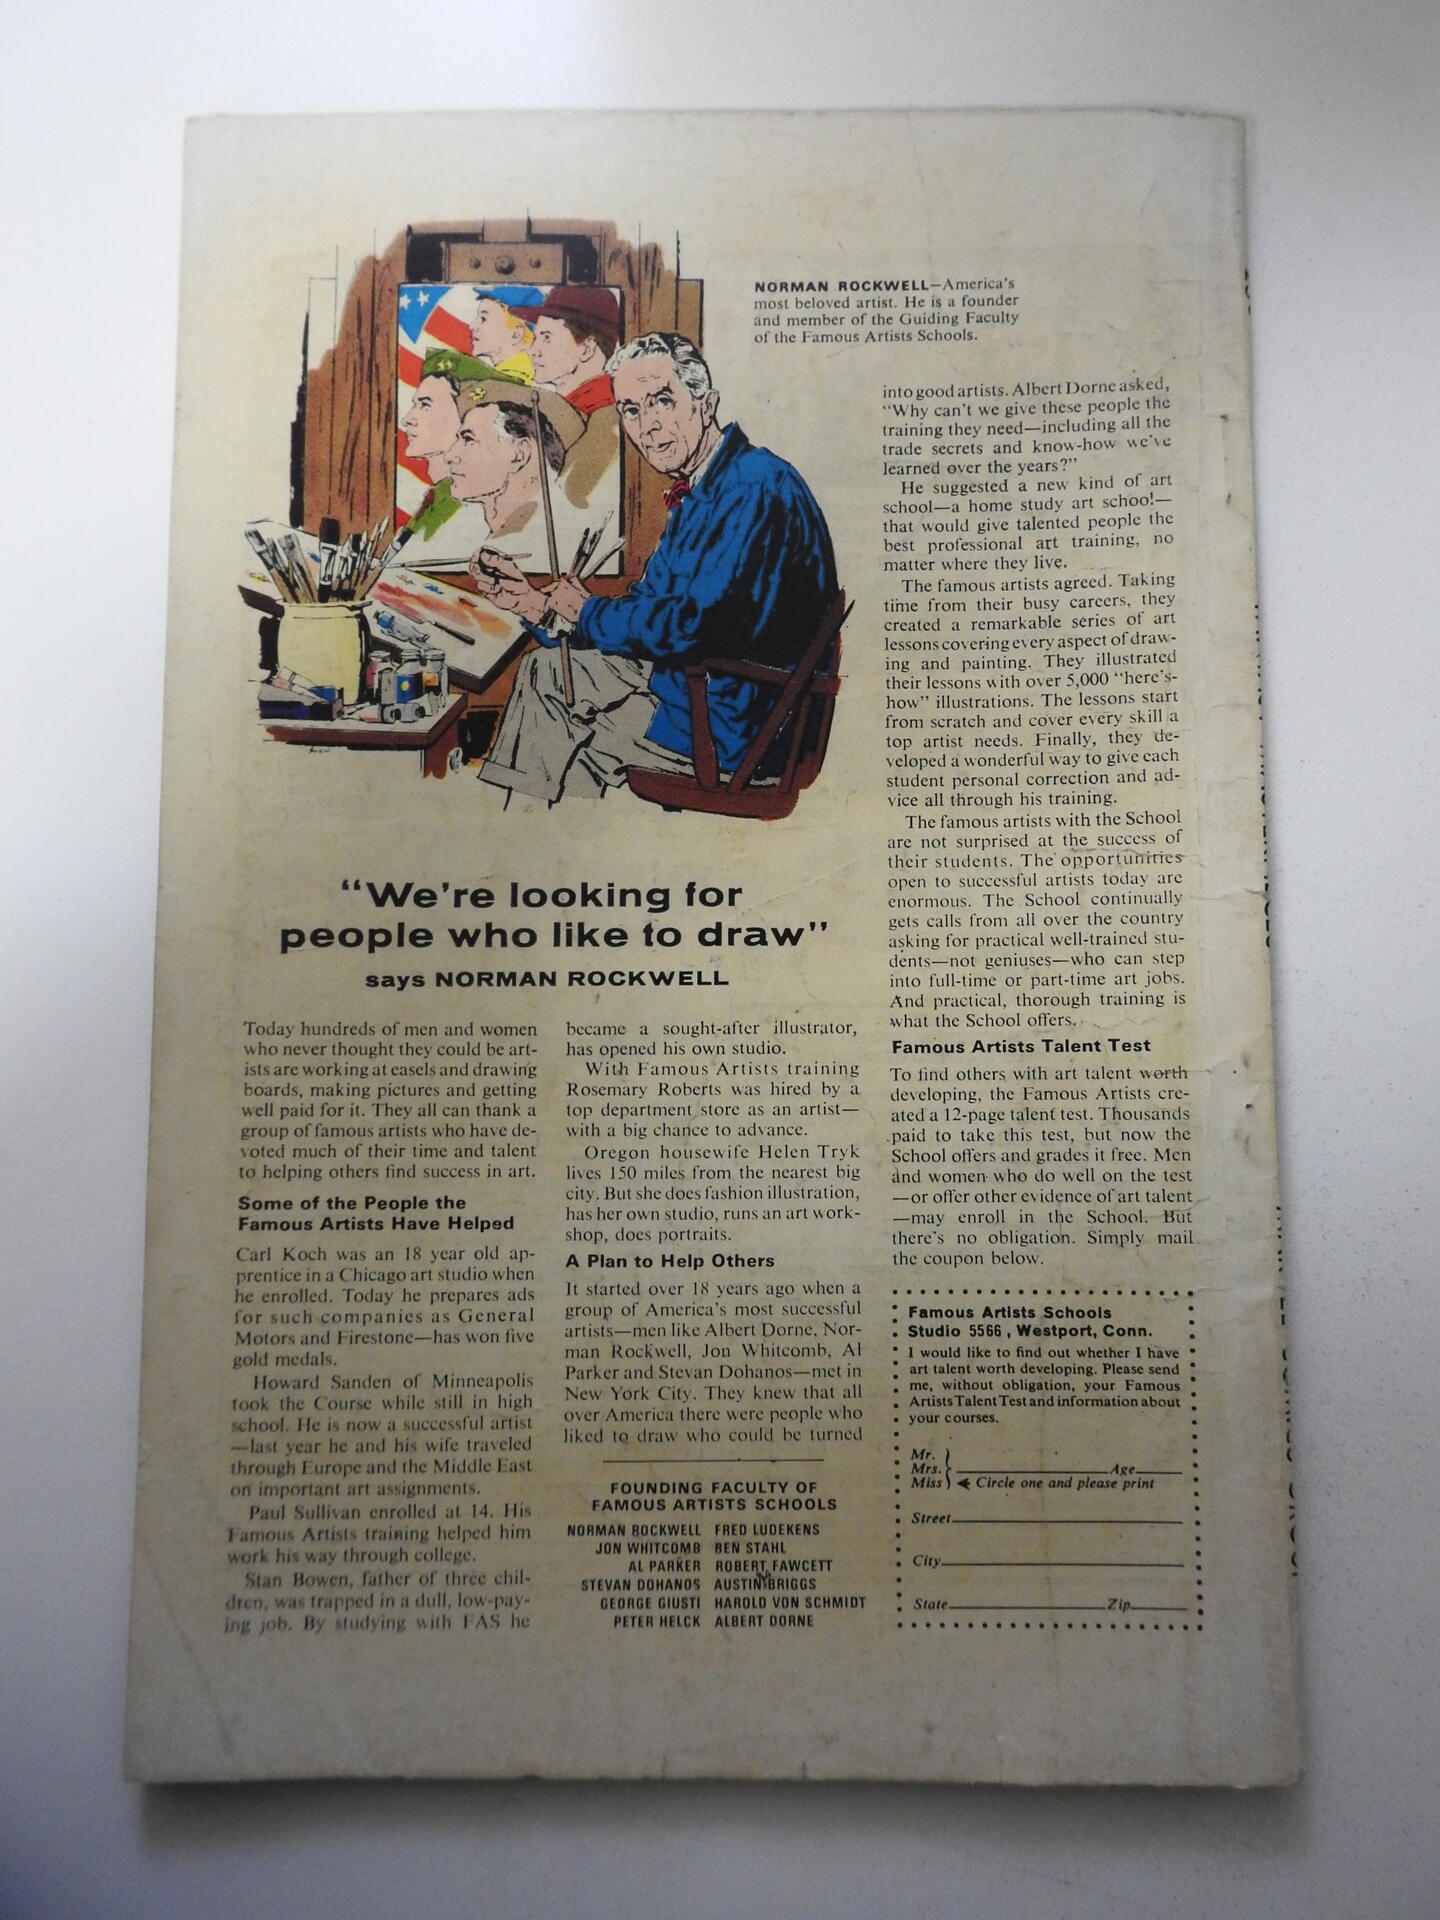 NORMAN ROCKWELL—America's
most beloved artist. He is a founder
and member of the Guiding Faculty
of the Famous Artists Schools.
"We're looking for
people who like to draw"
says NORMAN ROCKWELL
Today hundreds of men and women
who never thought they could be art-
ists are working at easels and drawing
boards, making pictures and getting
well paid for it. They all can thank a
group of famous artists who have de-
voted much of their time and talent
to helping others find success in art.
Some of the People the
Famous Artists Have Helped
Carl Koch was an 18 year old ap-
prentice in a Chicago art studio when
he enrolled. Today he prepares ads
for such companies as General
Motors and Firestone—has won five
gold medals.
Howard Sanden of Minneapolis
took the Course while still in high
school. He is now a successful artist
—last year he and his wife traveled
through Europe and the Middle East
on important art assignments.
Paul Sullivan enrolled at 14. His
Famous Artists training helped him
work his way through college.
Stan Bowen, father of three chil-
dren, was trapped in a dull, low-pay-
ing job. By studying with FAS he
became a sought-after illustrator,
has opened his own studio.
With Famous Artists training
Rosemary Roberts was hired by a
top department store as an artist—
with a big chance to advance.
Oregon housewife Helen Tryk
lives 150 miles from the nearest big
city. But she does fashion illustration,
has her own studio, runs an art work-
shop, does portraits.
A Plan to Help Others
It started over 18 years ago when a
group of America's most successful
artists—men like Albert Dorne, Nor-
man Rockwell, Jon Whitcomb, Al
Parker and Stevan Dohanos—met in
New York City. They knew that all
over America there were people who
liked to draw who could be turned
FOUNDING FACULTY OF
FAMOUS ARTISTS SCHOOLS
NORMAN ROCKWELL FRED LUDEKENS
JON WHITCOMB BEN STAHL
AL PARKER ROBERT FAWCETT
STEVAN DOHANOS AUSTIN BRIGGS
GEORGE GIUSTI HAROLD VON SCHMIDT
PETER HELCK ALBERT DORNE
into good artists. Albert Dorne asked,
"Why can't we give these people the
training they need—including all the
trade secrets and know-how we've
learned over the years?"
He suggested a new kind of art
school—a home study art school—
that would give talented people the
best professional art training, no
matter where they live.
The famous artists agreed. Taking
time from their busy careers, they
created a remarkable series of art
lessons covering every aspect of draw-
ing and painting. They illustrated
their lessons with over 5,000 "here's-
how" illustrations. The lessons start
from scratch and cover every skill a
top artist needs. Finally, they de-
veloped a wonderful way to give each
student personal correction and ad-
vice all through his training.
The famous artists with the School
are not surprised at the success of
their students. The opportunities
open to successful artists today are
enormous. The School continually
gets calls from all over the country
asking for practical well-trained stu-
dents—not geniuses—who can step
into full-time or part-time art jobs.
And practical, thorough training is
what the School offers.
Famous Artists Talent Test
To find others with art talent worth
developing, the Famous Artists cre-
ated a 12-page talent test. Thousands
paid to take this test, but now the
School offers and grades it free. Men
and women who do well on the test
—or offer other evidence of art talent
—may enroll in the School. But
there's no obligation. Simply mail
the coupon below.
Famous Artists Schools
Studio 5566, Westport, Conn.
I would like to find out whether I have
art talent worth developing. Please send
me, without obligation, your Famous
Artists Talent Test and information about
your courses.
Mr.
Mrs. Age
Miss Circle one and please print
Street
City
State Zip